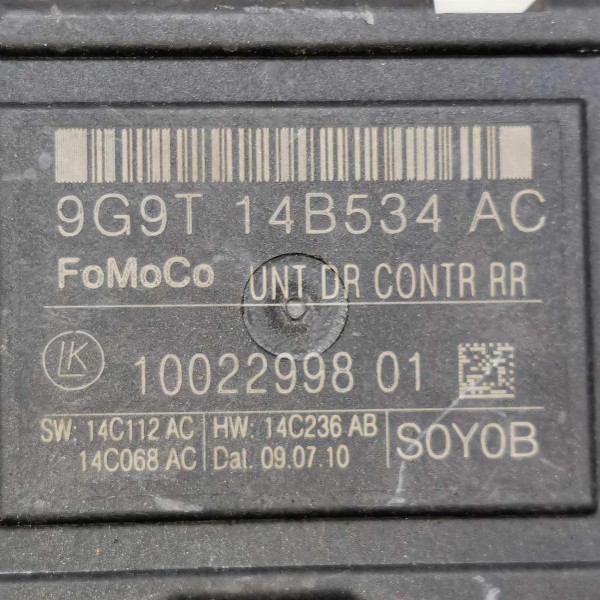 9G9T 14B534 AC
FoMoCo UNT DR CONTR RR
LK 10022998 01
SW: 14C112 AC HW: 14C236 AB S0Y0B
14C068 AC Dat. 09.07.10